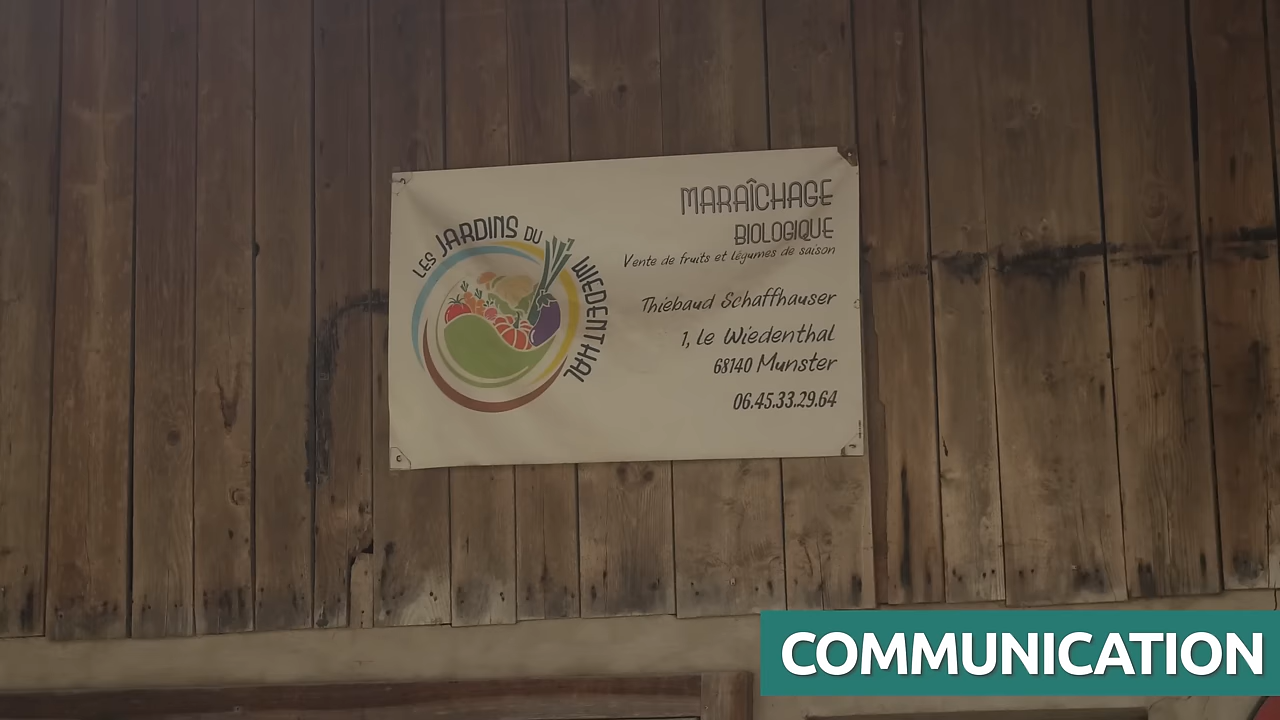 LES JARDINS DU WIEDENTHAL
MARAÎCHAGE
BIOLOGIQUE
Vente de fruits et légumes de saison
Thiebaud Schaffhauser
1, Le Wiedenthal
68140 Munster
06.45.33.29.64
COMMUNICATION